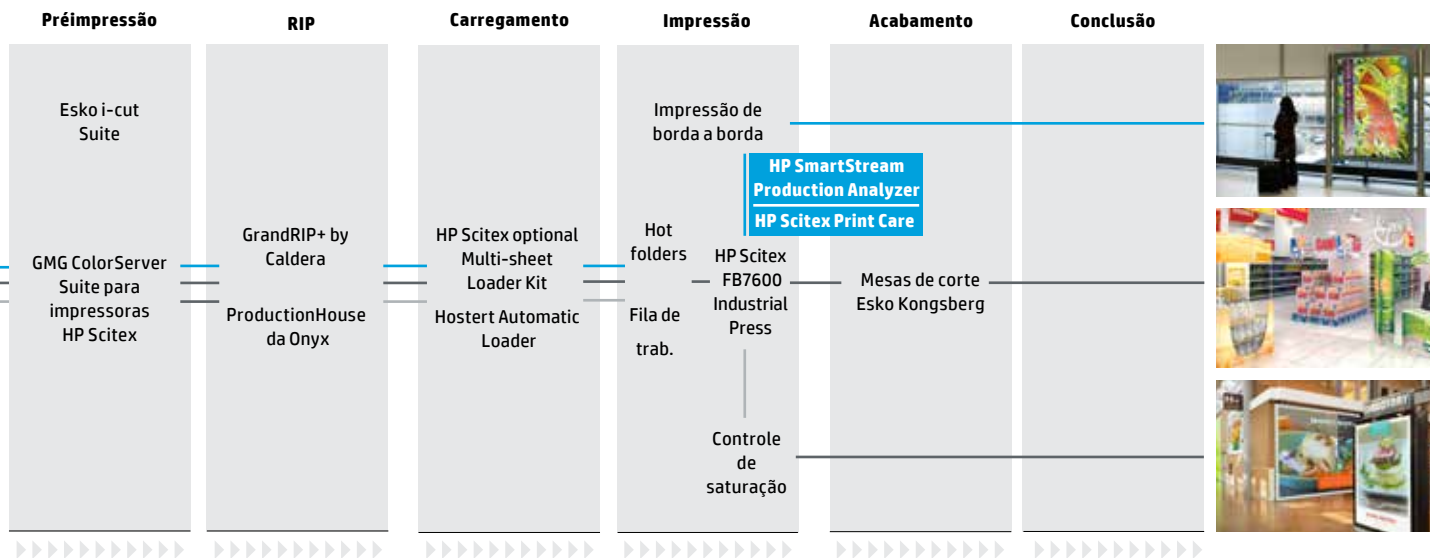 Préimpressão
RIP
Carregamento
Impressão
Acabamento
Conclusão
Esko i-cut
Suite
GMG ColorServer
Suite para
impressoras
HP Scitex
GrandRIP+ by
Caldera
ProductionHouse
da Onyx
HP Scitex optional
Multi-sheet
Loader Kit
Hostert Automatic
Loader
Impressão de
borda a borda
HP SmartStream
Production Analyzer
HP Scitex Print Care
Hot
folders
Fila de
trab.
HP Scitex
FB7600
Industrial
Press
Controle
de
saturação
Mesas de corte
Esko Kongsberg